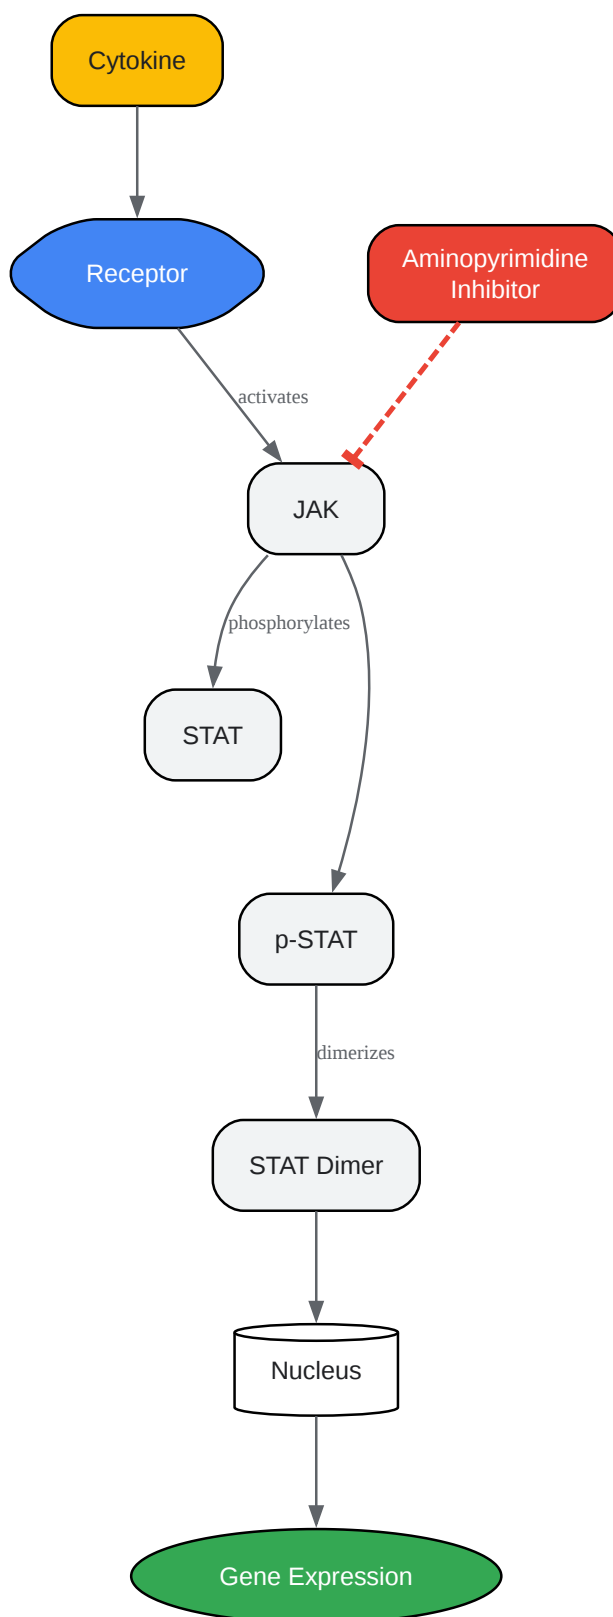 Cytokine
Receptor
Aminopyrimidine
Inhibitor
activates
JAK
phosphorylates
STAT
p-STAT
dimerizes
STAT Dimer
Nucleus
Gene Expression